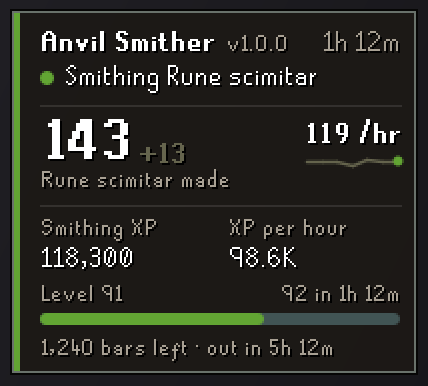 Anvil Smither v1.0.0 1h 12m
Smithing Rune scimitar
143 +13 119 /hr
Rune scimitar made
Smithing XP XP per hour
118,300 98.6K
Level 91 92 in 1h 12m
1,240 bars left · out in 5h 12m